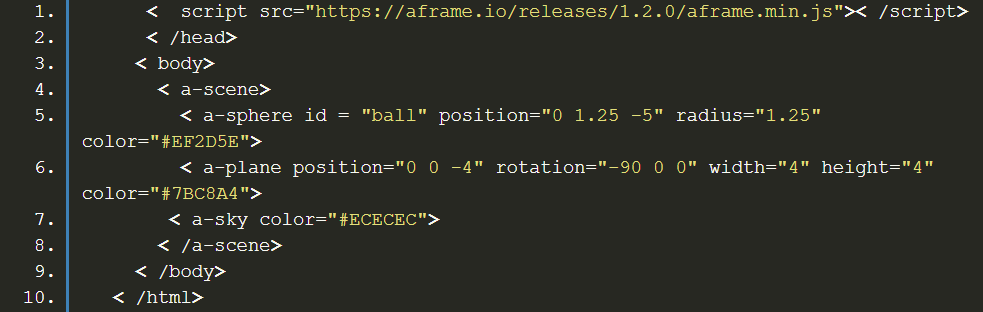 1. < script src="https://aframe.io/releases/1.2.0/aframe.min.js">< /script>
2. < /head>
3. < body>
4. < a-scene>
5. < a-sphere id = "ball" position="0 1.25 -5" radius="1.25"
color="#EF2D5E">
6. < a-plane position="0 0 -4" rotation="-90 0 0" width="4" height="4"
color="#7BC8A4">
7. < a-sky color="#ECECEC">
8. < /a-scene>
9. < /body>
10. < /html>